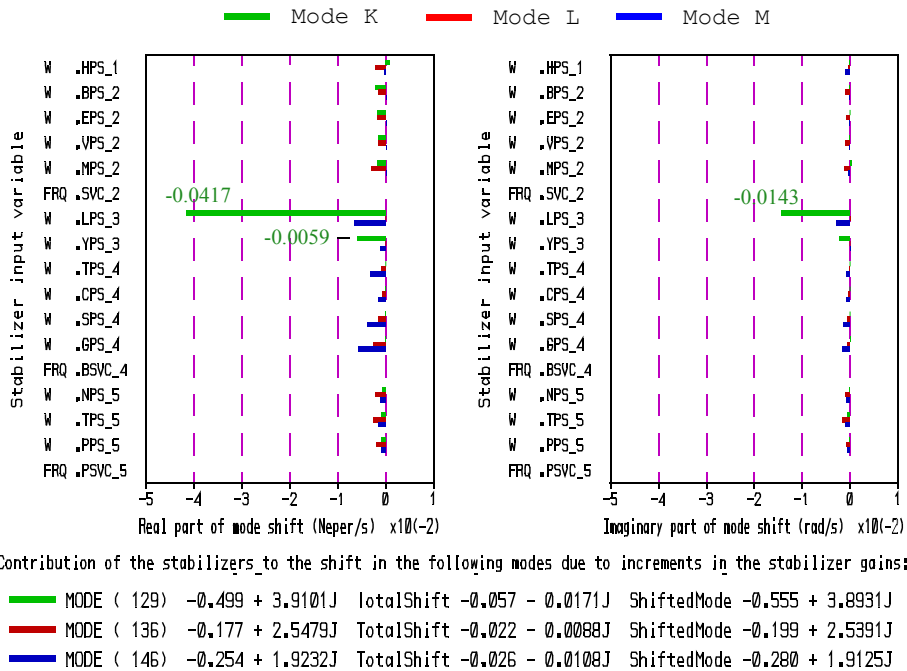 Mode K Mode L Mode M
Stabilizer input variable
W .HPS_1
W .BPS_2
W .EPS_2
W .VPS_2
W .MPS_2
FRQ .SVC_2
W .LPS_3
W .YPS_3
W .TPS_4
W .CPS_4
W .SPS_4
W .GPS_4
FRQ .BSVC_4
W .NPS_5
W .TPS_5
W .PPS_5
FRQ .PSVC_5
-0.0417
-0.0059
-5 -4 -3 -2 -1 0 1
Real part of mode shift (Neper/s) x10(-2)
Stabilizer input variable
W .HPS_1
W .BPS_2
W .EPS_2
W .VPS_2
W .MPS_2
FRQ .SVC_2
W .LPS_3
W .YPS_3
W .TPS_4
W .CPS_4
W .SPS_4
W .GPS_4
FRQ .BSVC_4
W .NPS_5
W .TPS_5
W .PPS_5
FRQ .PSVC_5
-0.0143
-5 -4 -3 -2 -1 0 1
Imaginary part of mode shift (rad/s) x10(-2)
Contribution of the stabilizers to the shift in the following modes due to increments in the stabilizer gains:
MODE ( 129) -0.499 + 3.9101J TotalShift -0.057 - 0.0171J ShiftedMode -0.555 + 3.8931J
MODE ( 136) -0.177 + 2.5479J TotalShift -0.022 - 0.0088J ShiftedMode -0.199 + 2.5391J
MODE ( 146) -0.254 + 1.9232J TotalShift -0.026 - 0.0108J ShiftedMode -0.280 + 1.9125J